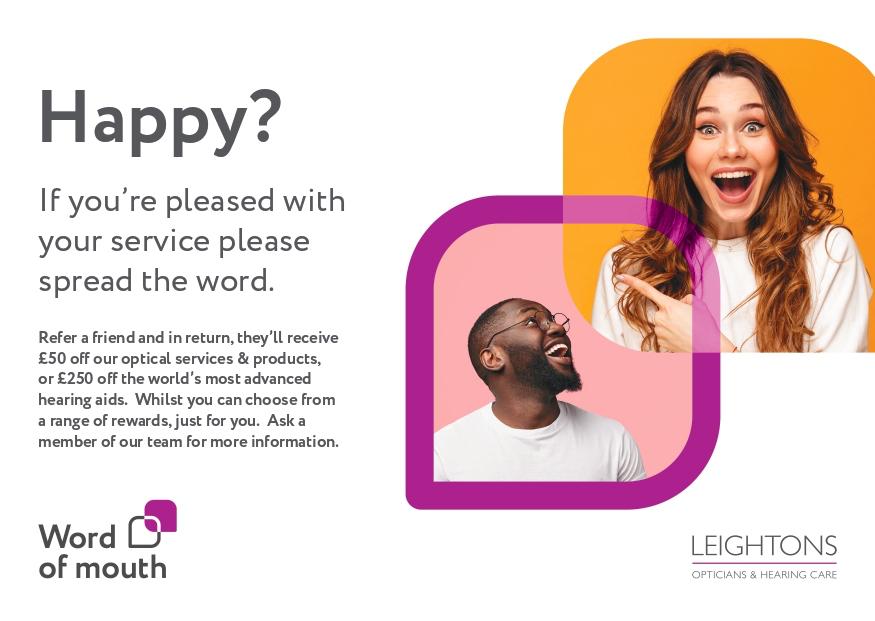 Happy?
If you’re pleased with
your service please
spread the word.
Refer a friend and in return, they’ll receive
£50 off our optical services & products,
or £250 off the world’s most advanced
hearing aids.  Whilst you can choose from
a range of rewards, just for you.  Ask a
member of our team for more information.
Word
of mouth
LEIGHTONS
OPTICIANS & HEARING CARE